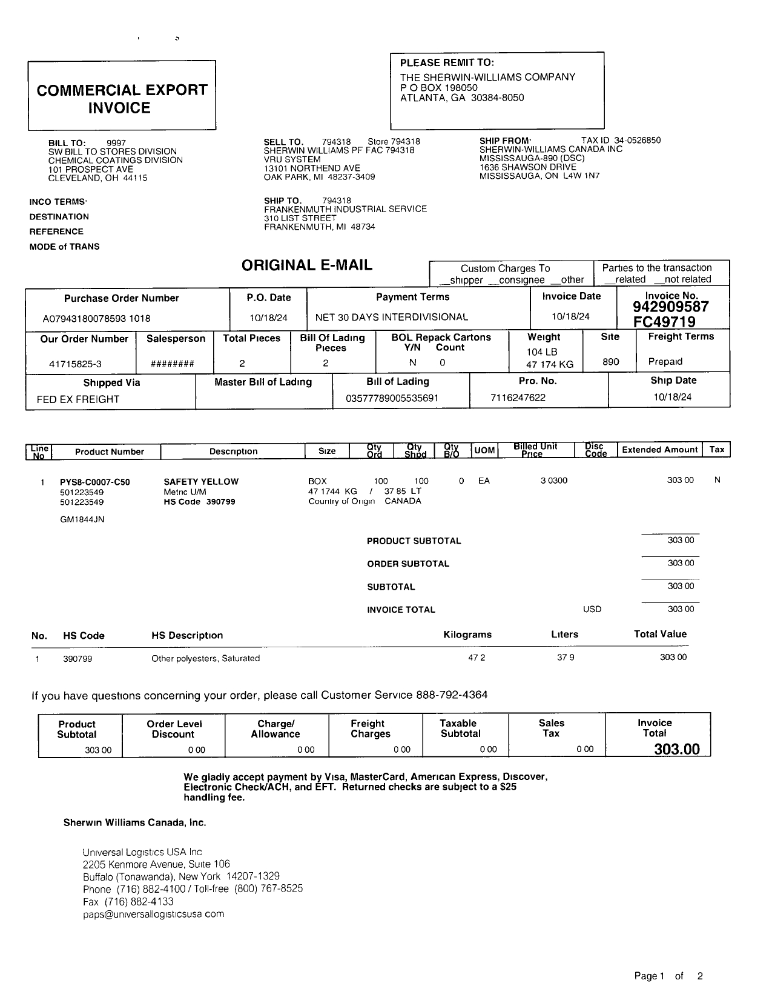 COMMERCIAL EXPORT
INVOICE
PLEASE REMIT TO:
THE SHERWIN-WILLIAMS COMPANY
P O BOX 198050
ATLANTA, GA 30384-8050
BILL TO: 9997
SW BILL TO STORES DIVISION
CHEMICAL COATINGS DIVISION
101 PROSPECT AVE
CLEVELAND, OH 44115
SELL TO. 794318 Store 794318
SHERWIN WILLIAMS PF FAC 794318
VRU SYSTEM
13101 NORTHEND AVE
OAK PARK, MI 48237-3409
SHIP FROM· TAX ID 34-0526850
SHERWIN-WILLIAMS CANADA INC
MISSISSAUGA-890 (DSC)
1636 SHAWSON DRIVE
MISSISSAUGA, ON L4W 1N7
INCO TERMS·
DESTINATION
REFERENCE
MODE of TRANS
SHIP TO. 794318
FRANKENMUTH INDUSTRIAL SERVICE
310 LIST STREET
FRANKENMUTH, MI 48734
ORIGINAL E-MAIL
Custom Charges To
__shipper __consignee __other
Parties to the transaction
__related __not related
Purchase Order Number P.O. Date Payment Terms Invoice Date Invoice No.
A07943180078593 1018 10/18/24 NET 30 DAYS INTERDIVISIONAL 10/18/24 942909587
FC49719
Our Order Number Salesperson Total Pieces Bill Of Lading Pieces BOL Repack Cartons Y/N Count Weight Site Freight Terms
41715825-3 ######## 2 2 N 0 104 LB 47 174 KG 890 Prepaid
Shipped Via Master Bill of Lading Bill of Lading Pro. No. Ship Date
FED EX FREIGHT 03577789005535691 7116247622 10/18/24
Line No Product Number Description Size Qty Ord Qty Shpd Qty B/O UOM Billed Unit Price Disc Code Extended Amount Tax
1 PYS8-C0007-C50 SAFETY YELLOW BOX 100 100 0 EA 3 0300 303 00 N
501223549 Metric U/M 47 1744 KG / 37 85 LT
501223549 HS Code 390799 Country of Origin CANADA
GM1844JN
PRODUCT SUBTOTAL 303 00
ORDER SUBTOTAL 303 00
SUBTOTAL 303 00
INVOICE TOTAL USD 303 00
No. HS Code HS Description Kilograms Liters Total Value
1 390799 Other polyesters, Saturated 47 2 37 9 303 00
If you have questions concerning your order, please call Customer Service 888-792-4364
Product Subtotal Order Level Discount Charge/ Allowance Freight Charges Taxable Subtotal Sales Tax Invoice Total
303 00 0 00 0 00 0 00 0 00 0 00 303.00
We gladly accept payment by Visa, MasterCard, American Express, Discover,
Electronic Check/ACH, and EFT. Returned checks are subject to a $25
handling fee.
Sherwin Williams Canada, Inc.
Universal Logistics USA Inc
2205 Kenmore Avenue, Suite 106
Buffalo (Tonawanda), New York 14207-1329
Phone (716) 882-4100 / Toll-free (800) 767-8525
Fax (716) 882-4133
paps@universallogisticsusa com
Page 1 of 2